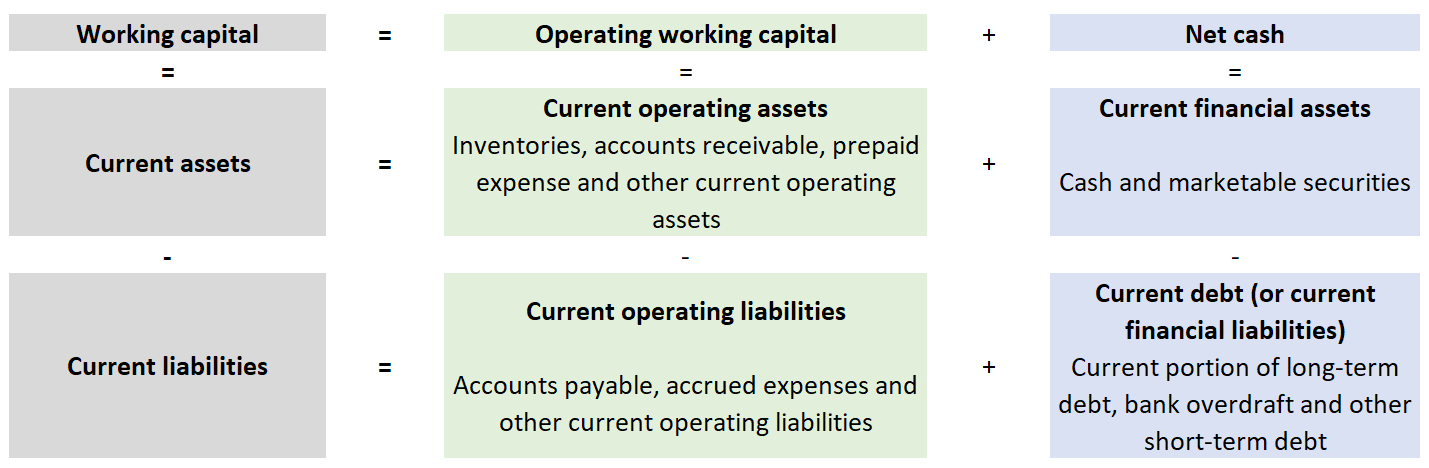 Working capital = Operating working capital + Net cash
= = =
Current assets = Current operating assets
Inventories, accounts receivable, prepaid
expense and other current operating
assets + Current financial assets
Cash and marketable securities
- - -
Current liabilities = Current operating liabilities
Accounts payable, accrued expenses and
other current operating liabilities + Current debt (or current
financial liabilities)
Current portion of long-term
debt, bank overdraft and other
short-term debt